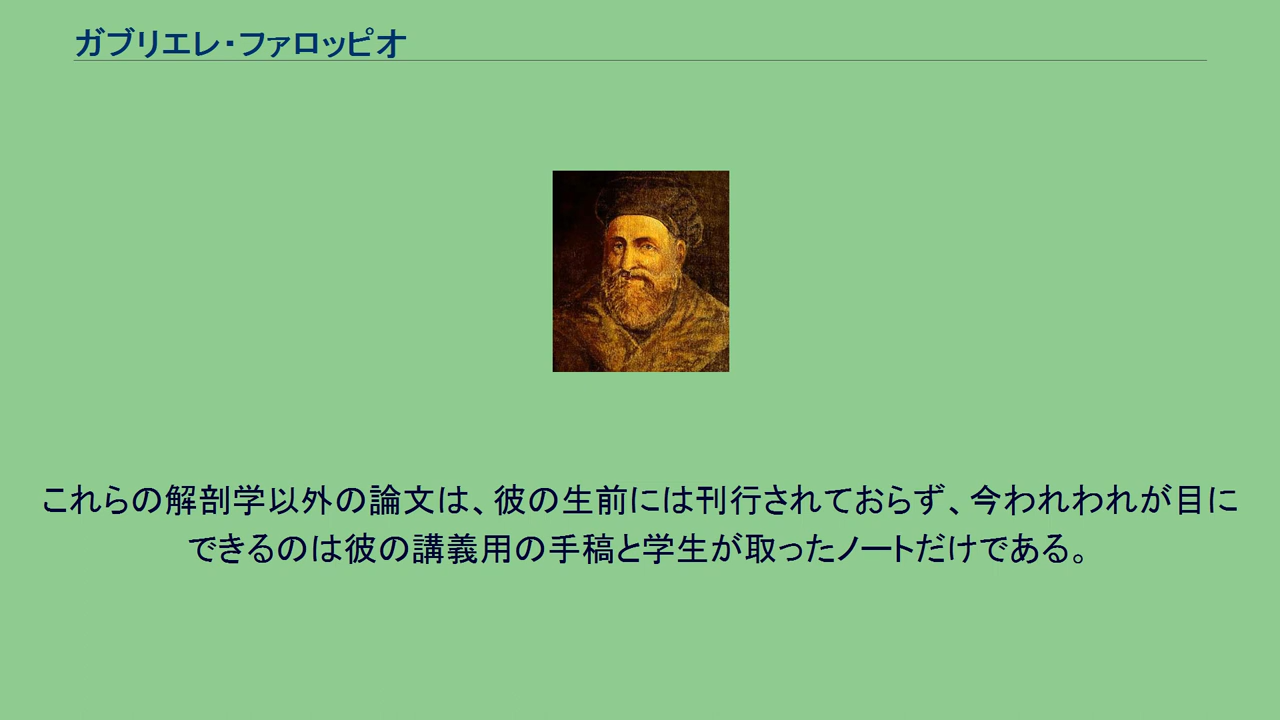 ガブリエレ・ファロッピオ
これらの解剖学以外の論文は、彼の生前には刊行されておらず、今われわれが目に
できるのは彼の講義用の手稿と学生が取ったノートだけである。